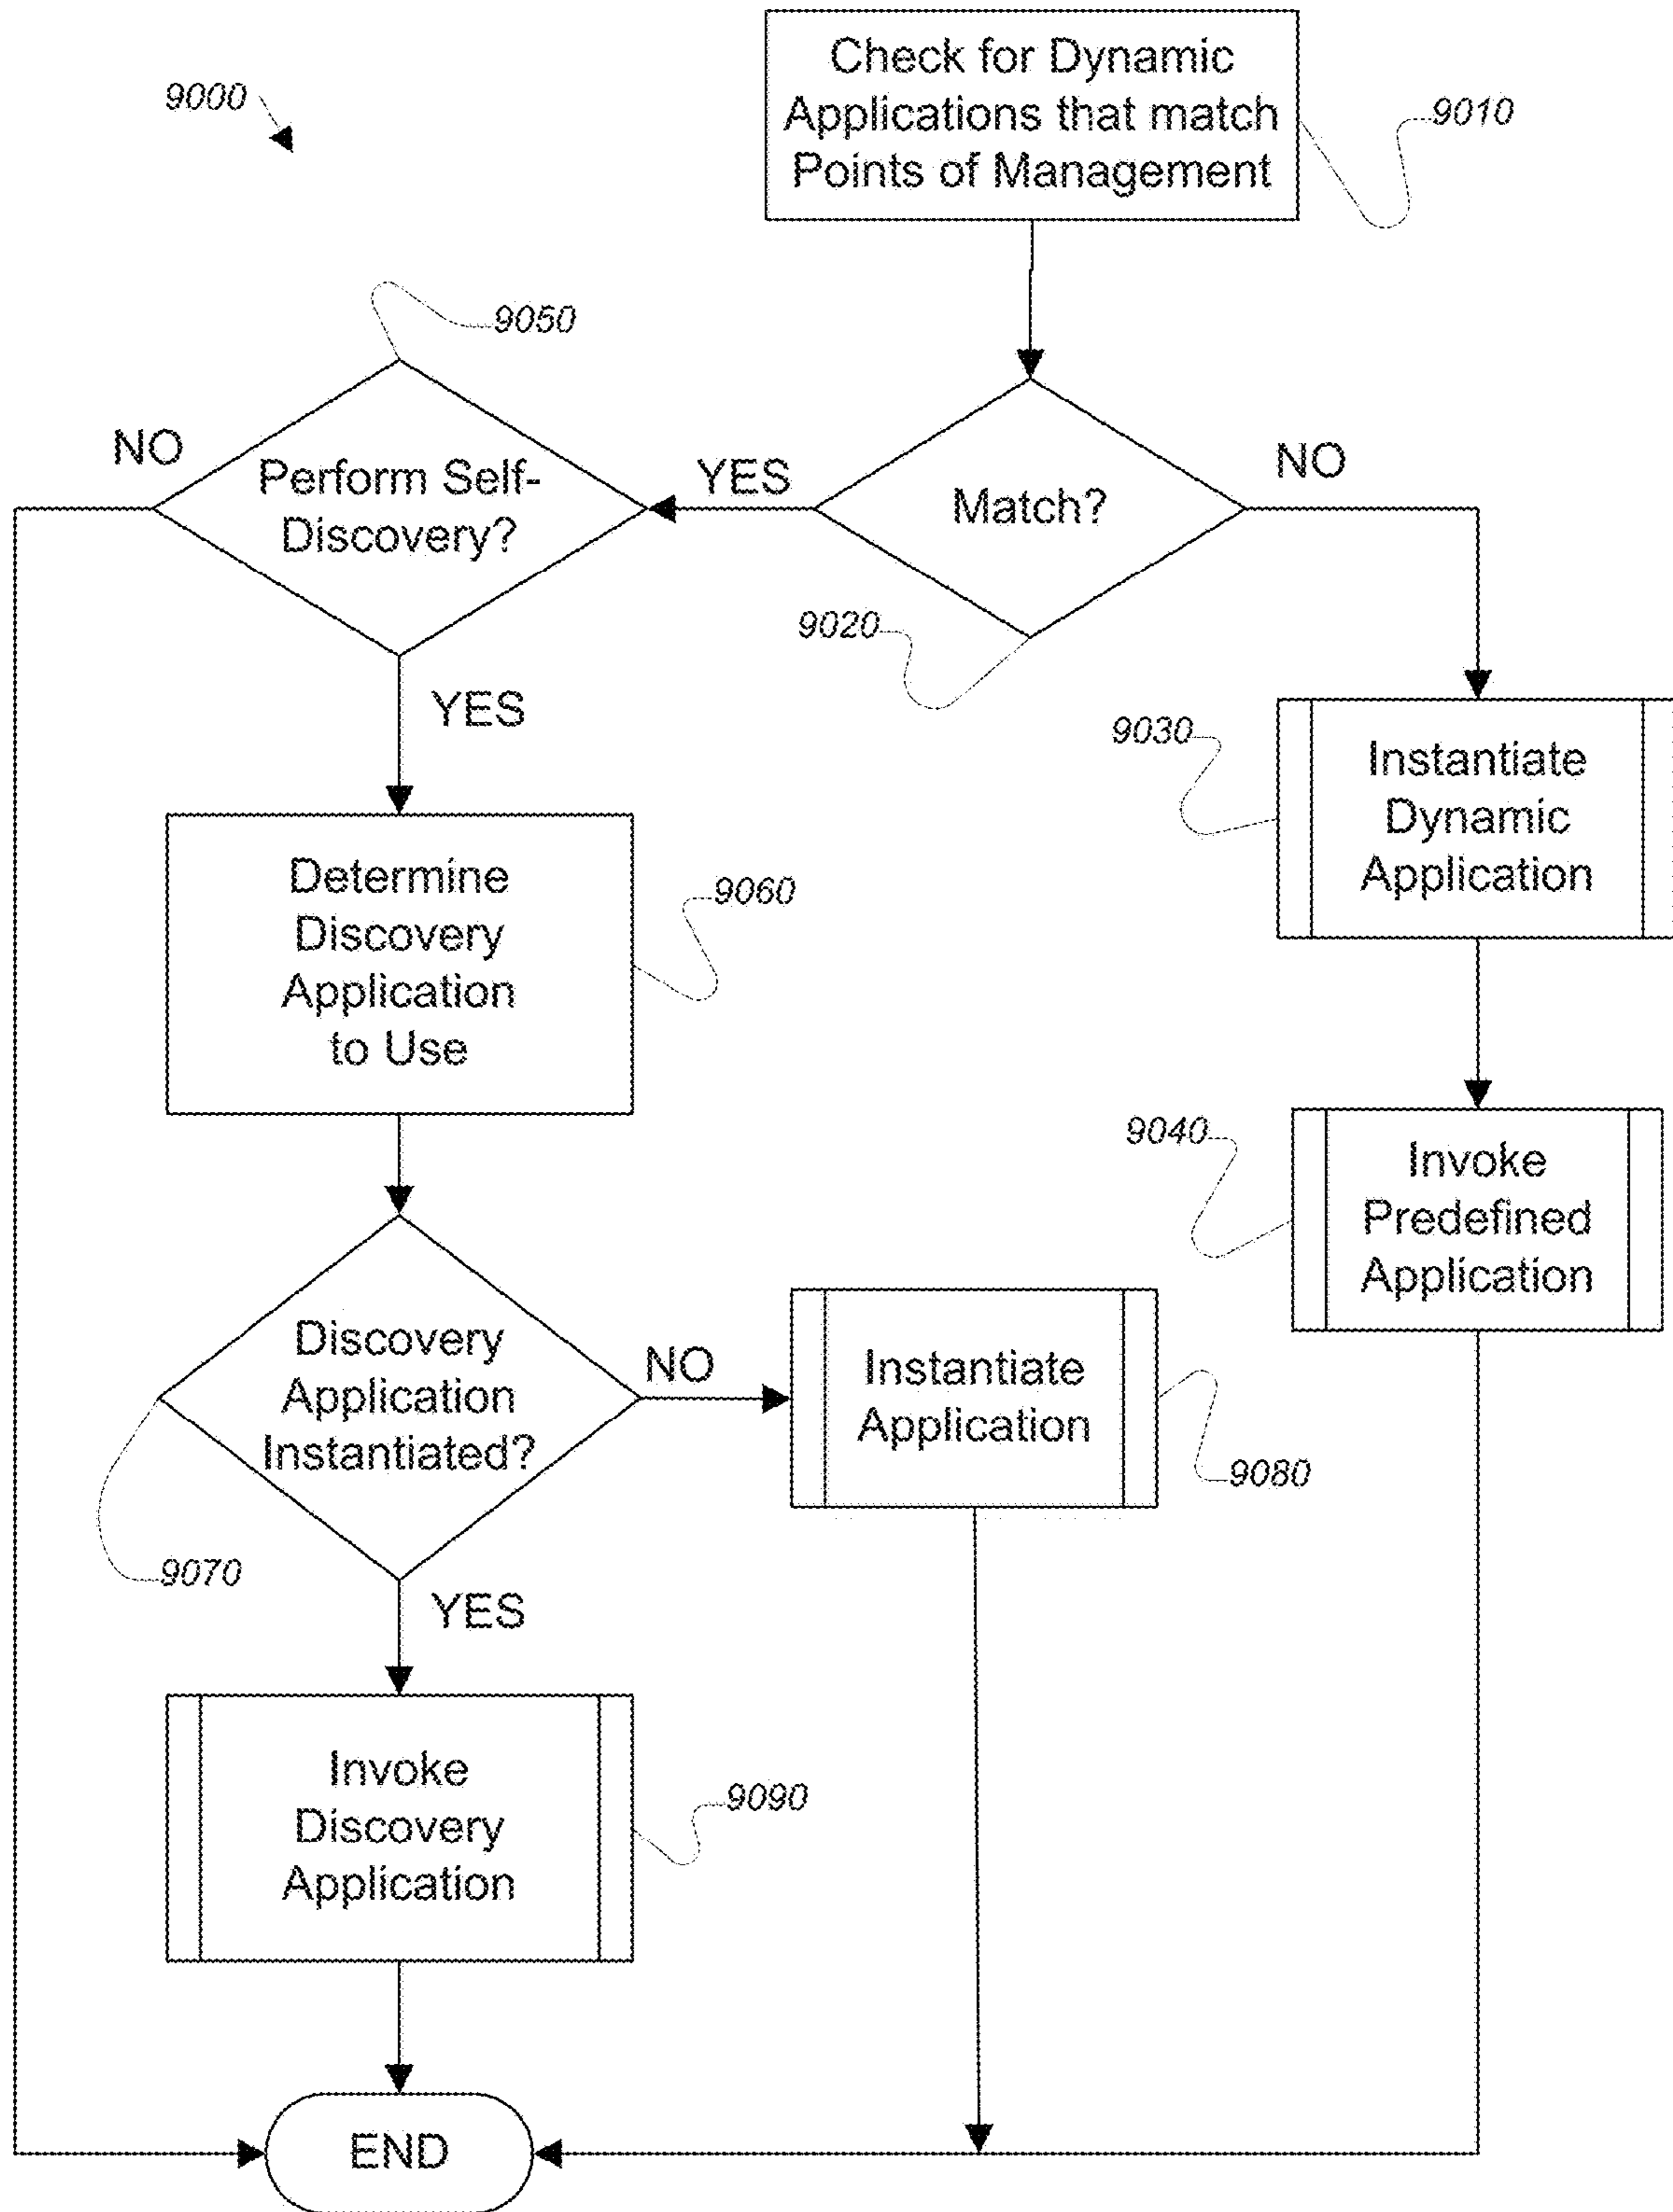 9000
Check for Dynamic
Applications that match
Points of Management
9010
9050
NO
Perform Self-
Discovery?
YES
Match?
NO
9020
YES
9030
Instantiate
Dynamic
Application
Determine
Discovery
Application
to Use
9060
9040
Invoke
Predefined
Application
Discovery
Application
Instantiated?
NO
Instantiate
Application
9080
9070
YES
Invoke
Discovery
Application
9090
END